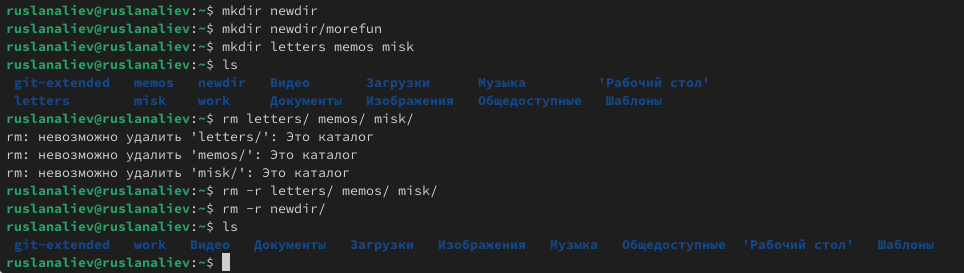 ruslanaliev@ruslanaliev:~$ mkdir newdir
ruslanaliev@ruslanaliev:~$ mkdir newdir/morefun
ruslanaliev@ruslanaliev:~$ mkdir letters memos misk
ruslanaliev@ruslanaliev:~$ ls
git-extended memos newdir Видео Загрузки Музыка 'Рабочий стол'
letters misk work Документы Изображения Общедоступные Шаблоны
ruslanaliev@ruslanaliev:~$ rm letters/ memos/ misk/
rm: невозможно удалить 'letters/': Это каталог
rm: невозможно удалить 'memos/': Это каталог
rm: невозможно удалить 'misk/': Это каталог
ruslanaliev@ruslanaliev:~$ rm -r letters/ memos/ misk/
ruslanaliev@ruslanaliev:~$ rm -r newdir/
ruslanaliev@ruslanaliev:~$ ls
git-extended work Видео Документы Загрузки Изображения Музыка Общедоступные 'Рабочий стол' Шаблоны
ruslanaliev@ruslanaliev:~$